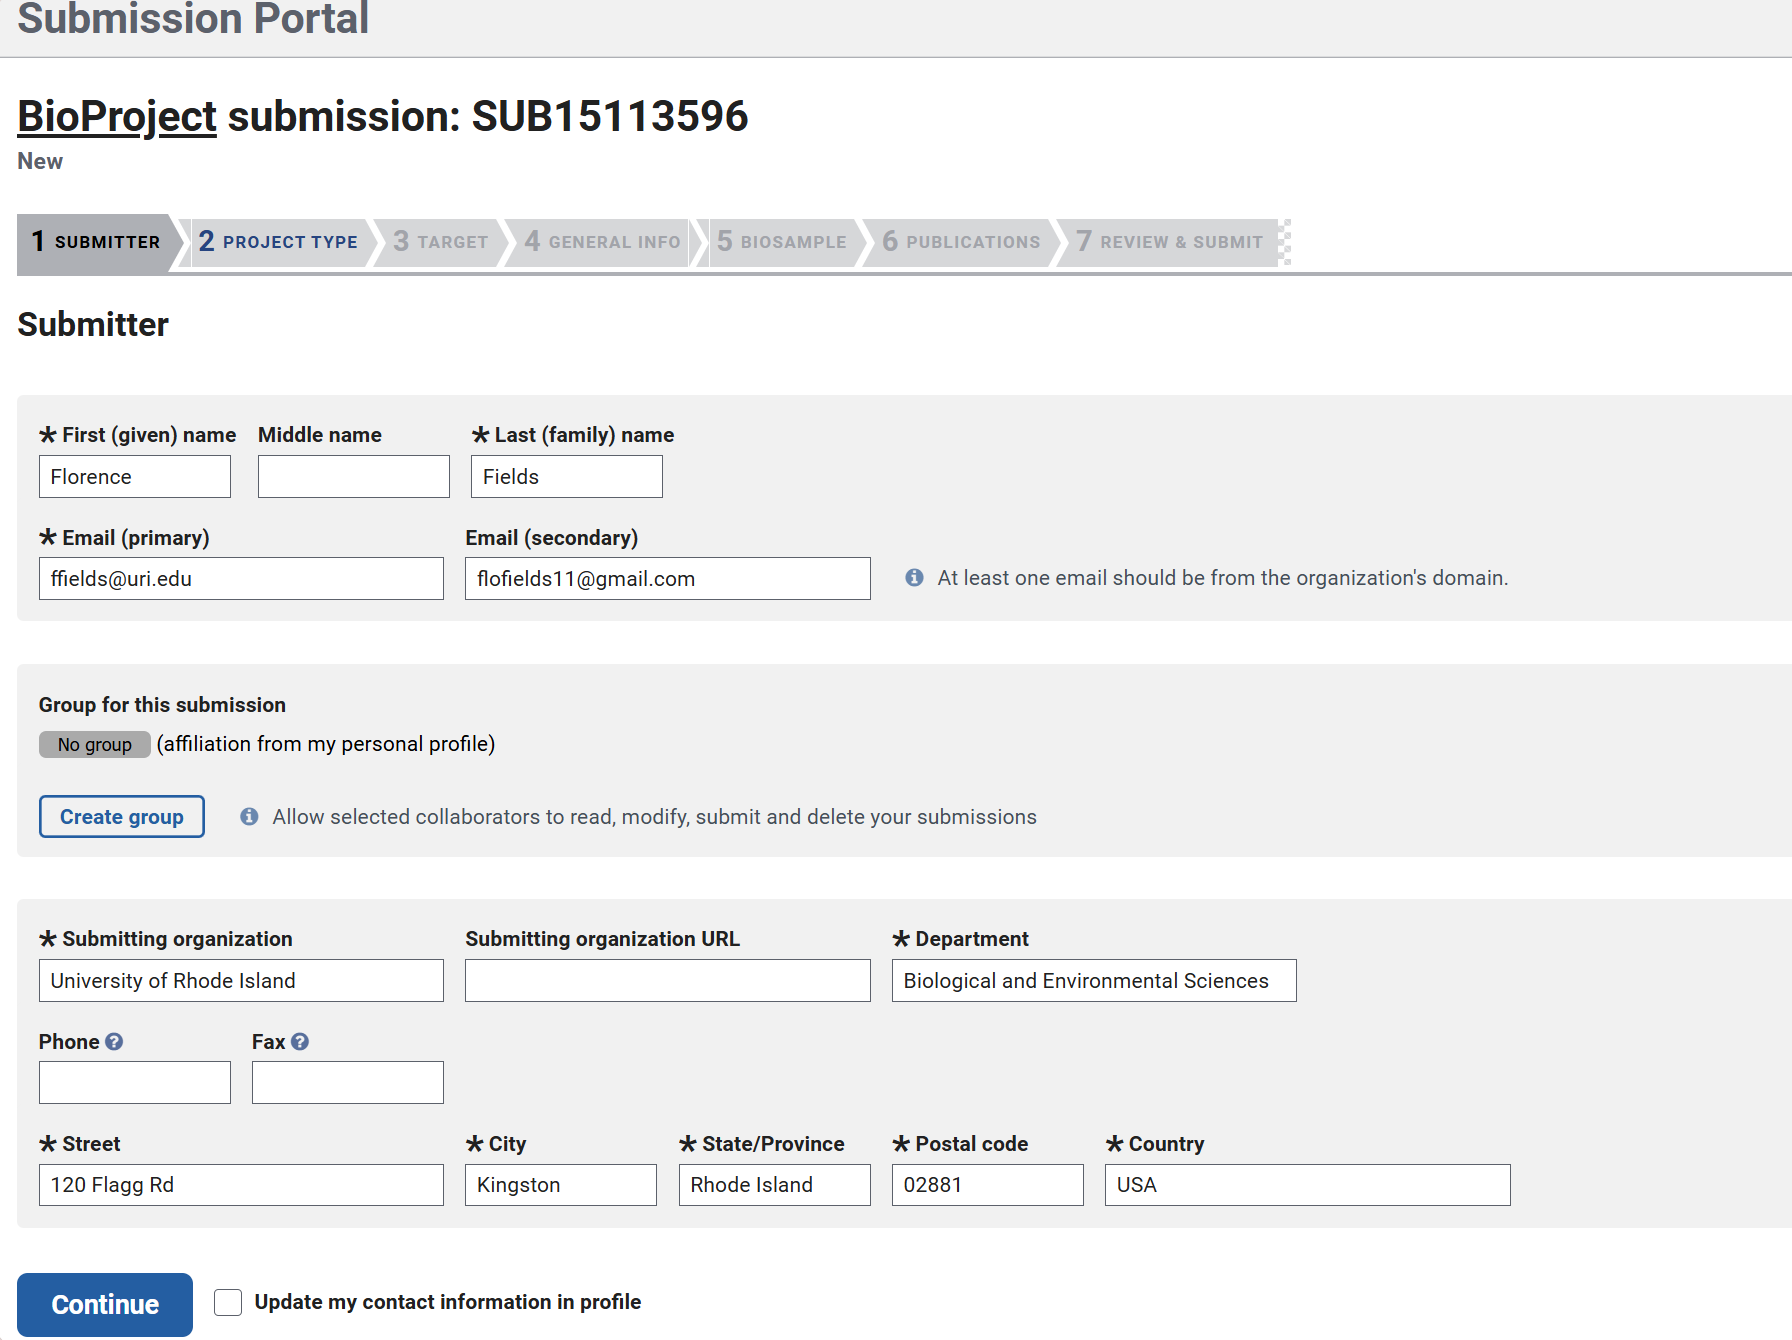 Submission Portal
BioProject submission: SUB15113596
New
1 SUBMITTER 2 PROJECT TYPE 3 TARGET 4 GENERAL INFO 5 BIOSAMPLE 6 PUBLICATIONS 7 REVIEW & SUBMIT
Submitter
* First (given) name Middle name * Last (family) name
Florence Fields
* Email (primary) Email (secondary)
ffields@uri.edu flofields11@gmail.com At least one email should be from the organization's domain.
Group for this submission
No group (affiliation from my personal profile)
Create group Allow selected collaborators to read, modify, submit and delete your submissions
* Submitting organization Submitting organization URL * Department
University of Rhode Island Biological and Environmental Sciences
Phone ? Fax ?
* Street * City * State/Province * Postal code * Country
120 Flagg Rd Kingston Rhode Island 02881 USA
Continue Update my contact information in profile